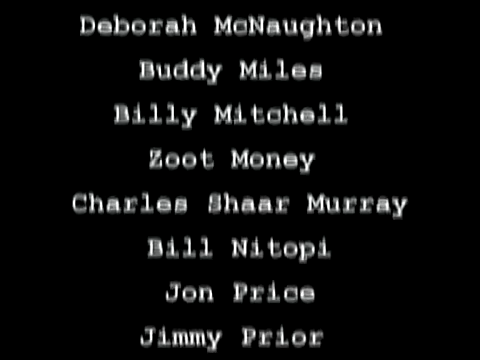 Deborah McNaughton
Buddy Miles
Billy Mitchell
Zoot Money
Charles Shaar Murray
Bill Nitopi
Jon Price
Jimmy Prior